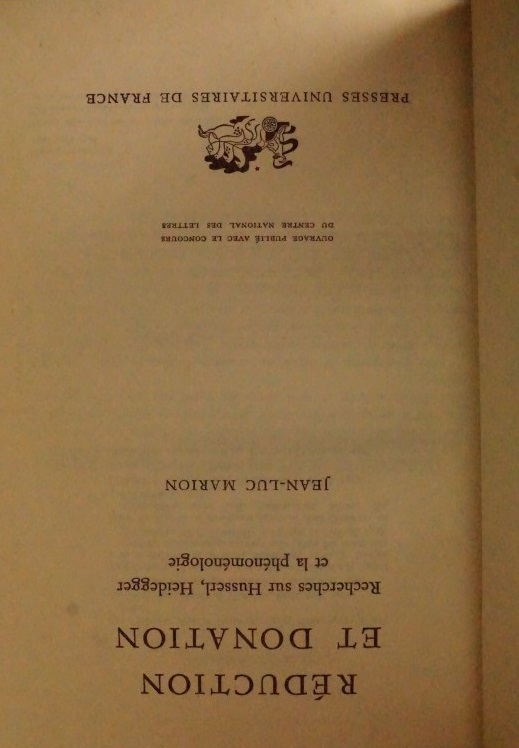 RÉDUCTION
ET DONATION
Recherches sur Husserl, Heidegger
et la phénoménologie
JEAN-LUC MARION
OUVRAGE PUBLIÉ AVEC LE CONCOURS
DU CENTRE NATIONAL DES LETTRES
PRESSES UNIVERSITAIRES DE FRANCE